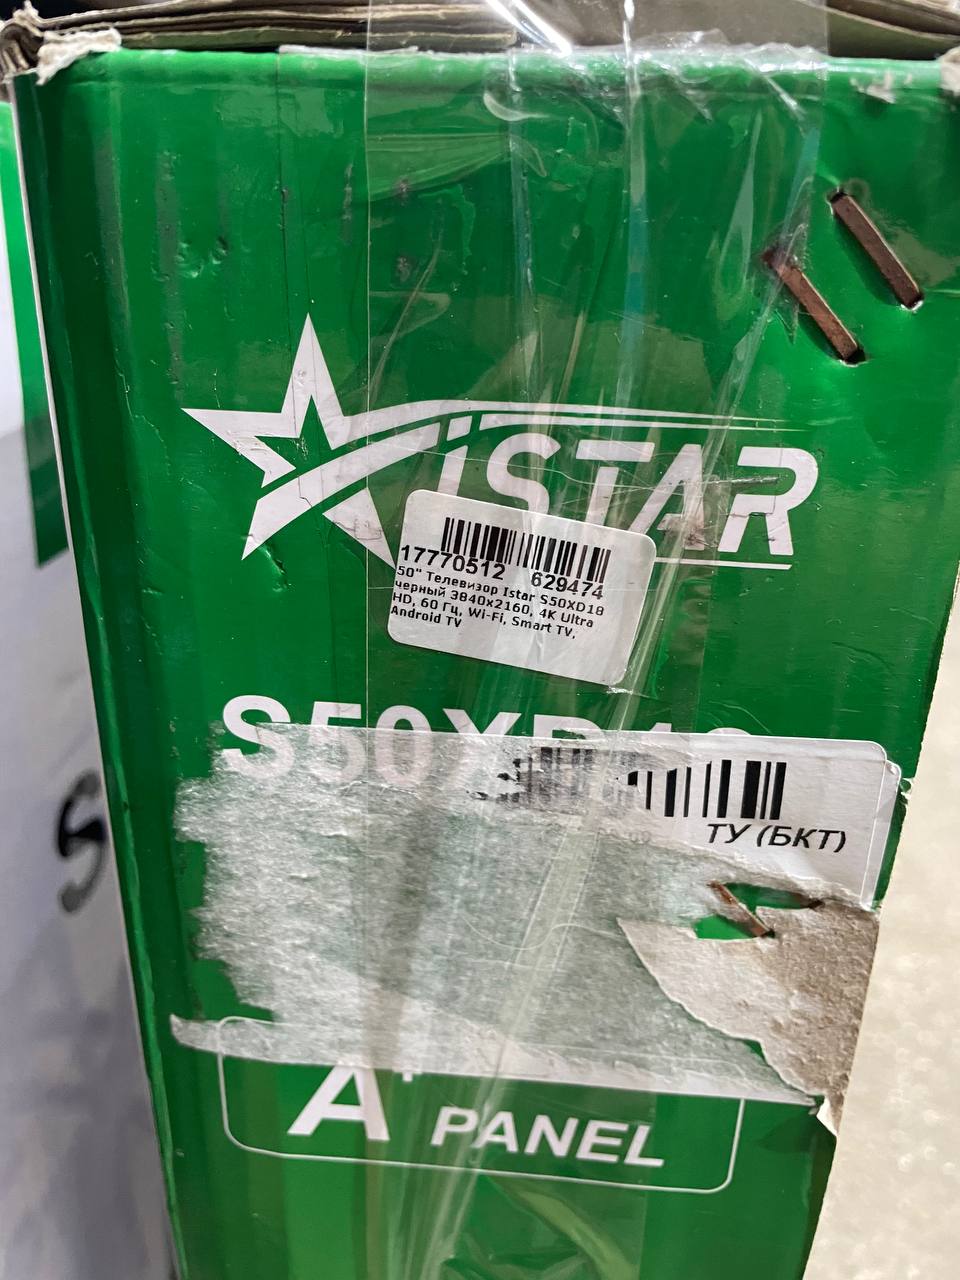 iSTAR
17770512 629474
50" Телевизор Istar S50XD18
черный 3840x2160, 4K Ultra
HD, 60 Гц, Wi-Fi, Smart TV,
Android TV
S50XD18
ТУ (БКТ)
A+ PANEL
S